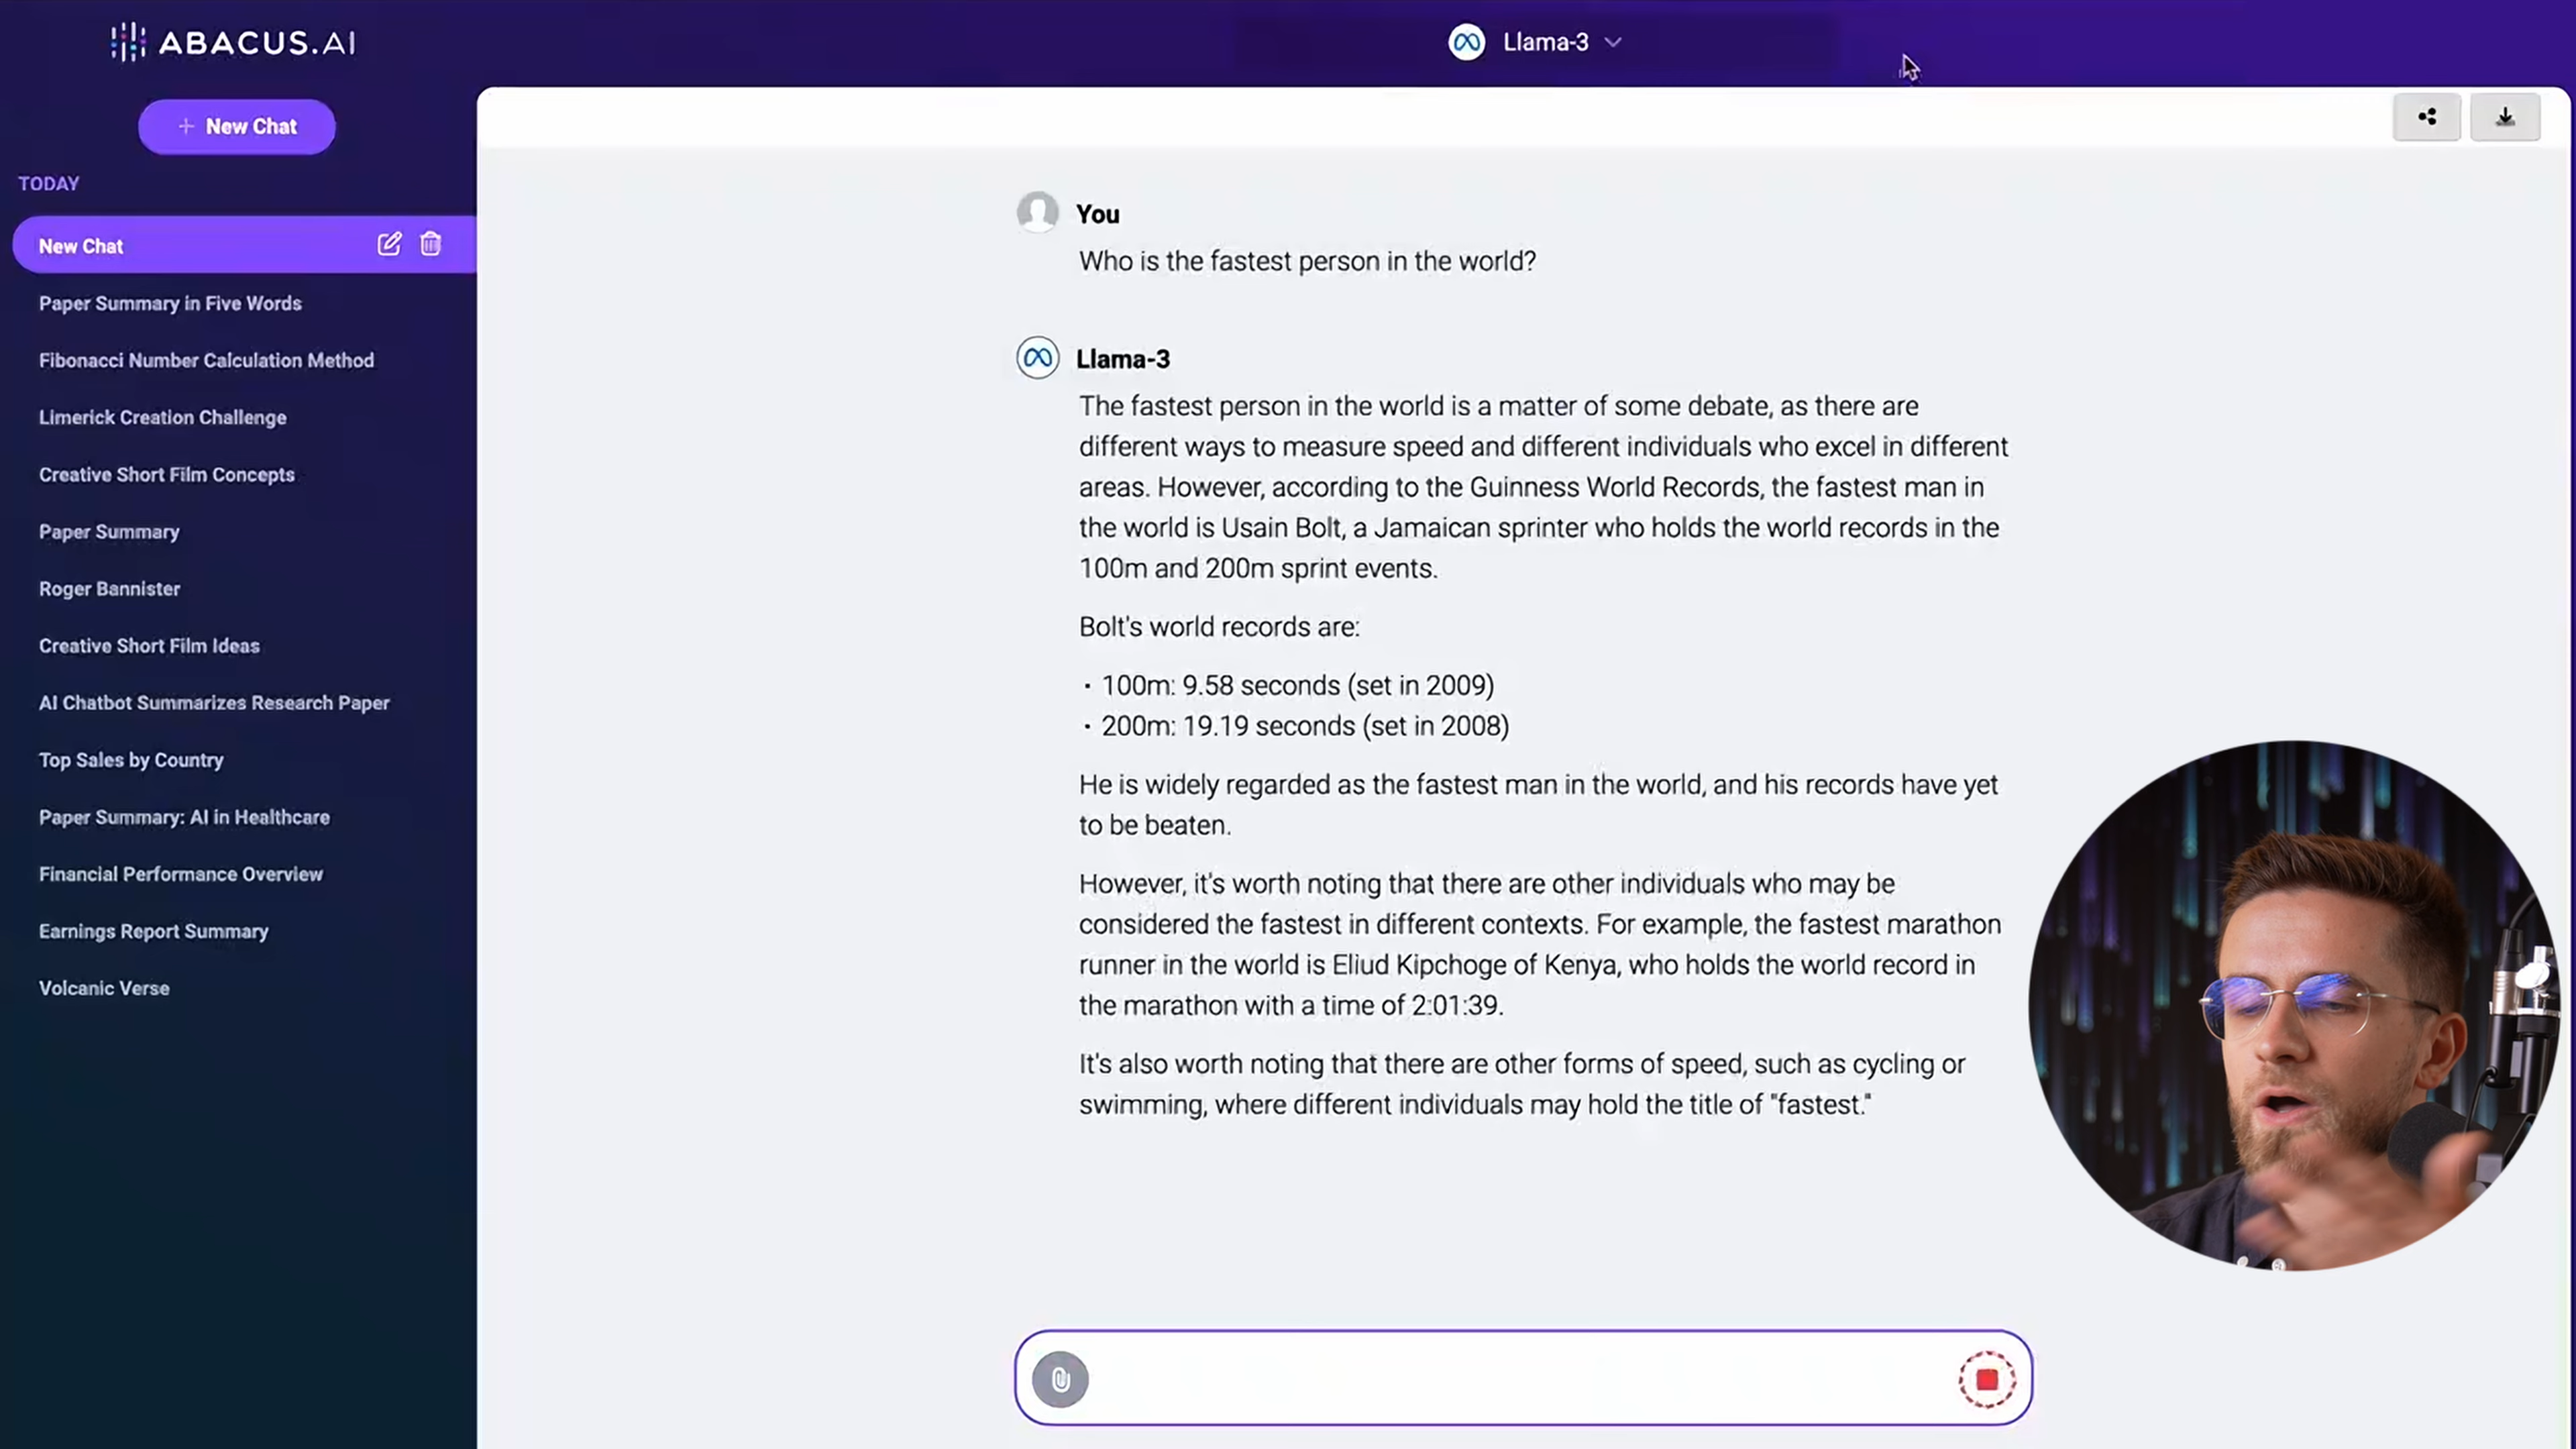 ABACUS.AI
Llama-3
+ New Chat
TODAY
New Chat
Paper Summary in Five Words
Fibonacci Number Calculation Method
Limerick Creation Challenge
Creative Short Film Concepts
Paper Summary
Roger Bannister
Creative Short Film Ideas
AI Chatbot Summarizes Research Paper
Top Sales by Country
Paper Summary: AI in Healthcare
Financial Performance Overview
Earnings Report Summary
Volcanic Verse
You
Who is the fastest person in the world?
Llama-3
The fastest person in the world is a matter of some debate, as there are
different ways to measure speed and different individuals who excel in different
areas. However, according to the Guinness World Records, the fastest man in
the world is Usain Bolt, a Jamaican sprinter who holds the world records in the
100m and 200m sprint events.
Bolt's world records are:
· 100m: 9.58 seconds (set in 2009)
· 200m: 19.19 seconds (set in 2008)
He is widely regarded as the fastest man in the world, and his records have yet
to be beaten.
However, it's worth noting that there are other individuals who may be
considered the fastest in different contexts. For example, the fastest marathon
runner in the world is Eliud Kipchoge of Kenya, who holds the world record in
the marathon with a time of 2:01:39.
It's also worth noting that there are other forms of speed, such as cycling or
swimming, where different individuals may hold the title of "fastest."